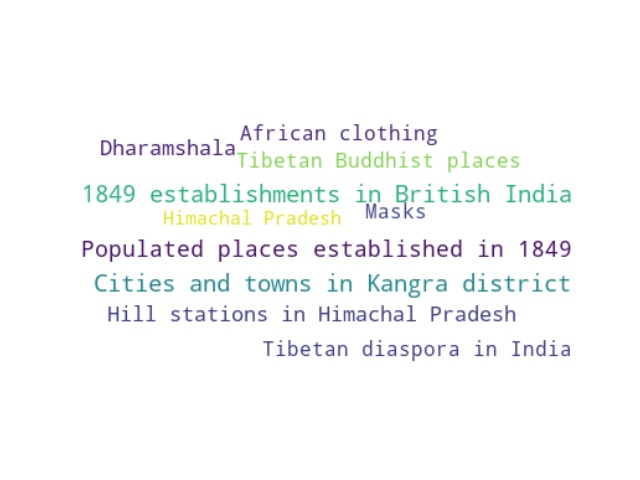 African clothing
Dharamshala
Tibetan Buddhist places
1849 establishments in British India
Masks
Himachal Pradesh
Populated places established in 1849
Cities and towns in Kangra district
Hill stations in Himachal Pradesh
Tibetan diaspora in India